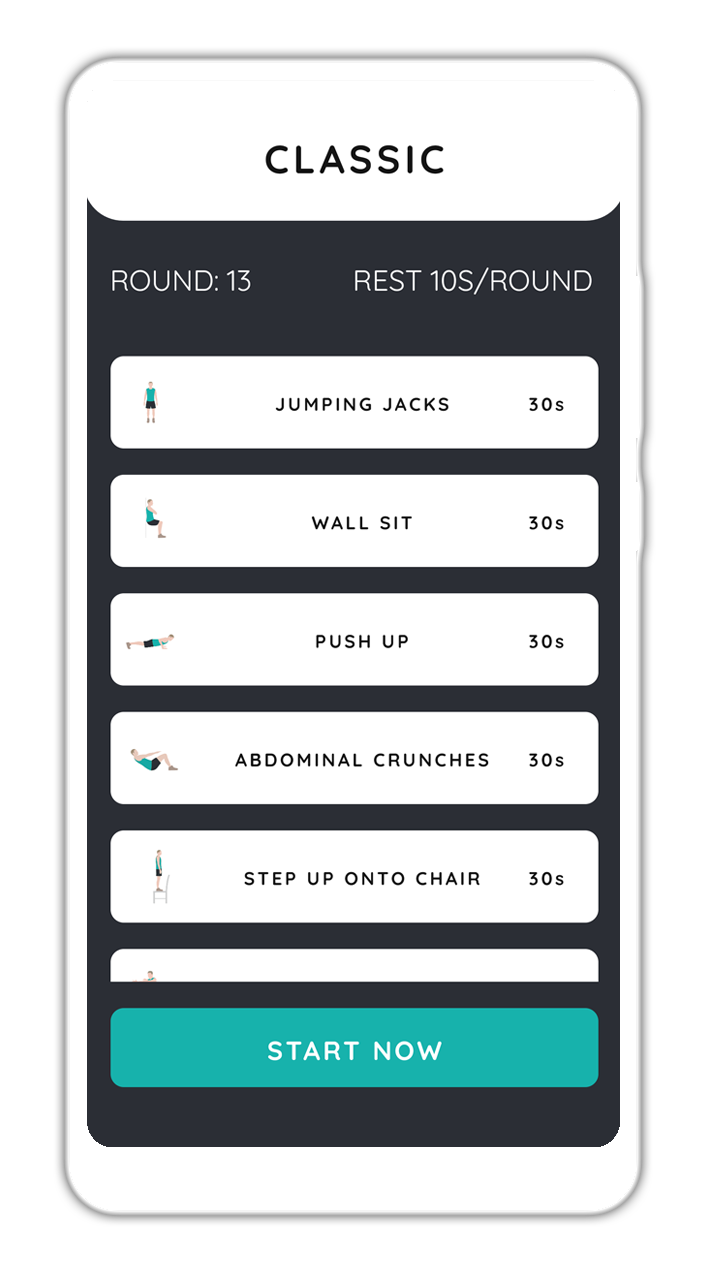 CLASSIC
ROUND: 13 REST 10S/ROUND
JUMPING JACKS 30s
WALL SIT 30s
PUSH UP 30s
ABDOMINAL CRUNCHES 30s
STEP UP ONTO CHAIR 30s
START NOW